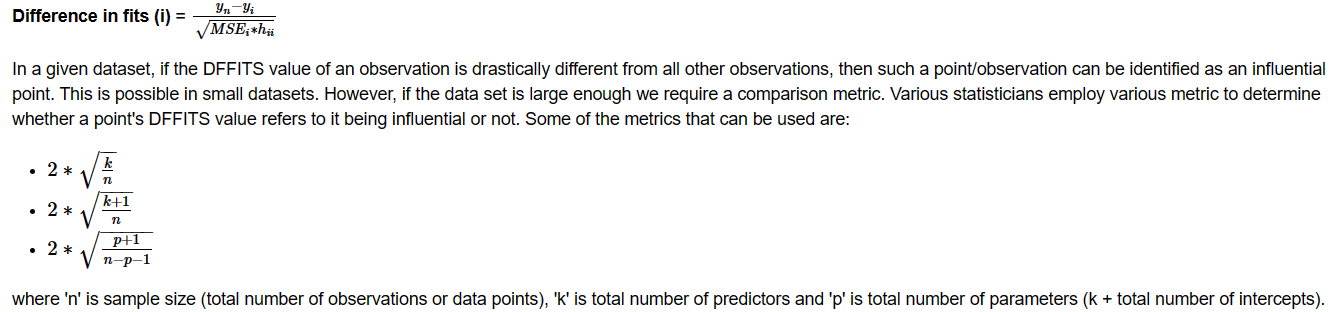 Difference in fits (i) = \frac{y_n - y_i}{\sqrt{MSE_i * h_{ii}}}
In a given dataset, if the DFFITS value of an observation is drastically different from all other observations, then such a point/observation can be identified as an influential
point. This is possible in small datasets. However, if the data set is large enough we require a comparison metric. Various statisticians employ various metric to determine
whether a point's DFFITS value refers to it being influential or not. Some of the metrics that can be used are:
• 2 * \sqrt{\frac{k}{n}}
• 2 * \sqrt{\frac{k+1}{n}}
• 2 * \sqrt{\frac{p+1}{n-p-1}}
where 'n' is sample size (total number of observations or data points), 'k' is total number of predictors and 'p' is total number of parameters (k + total number of intercepts).